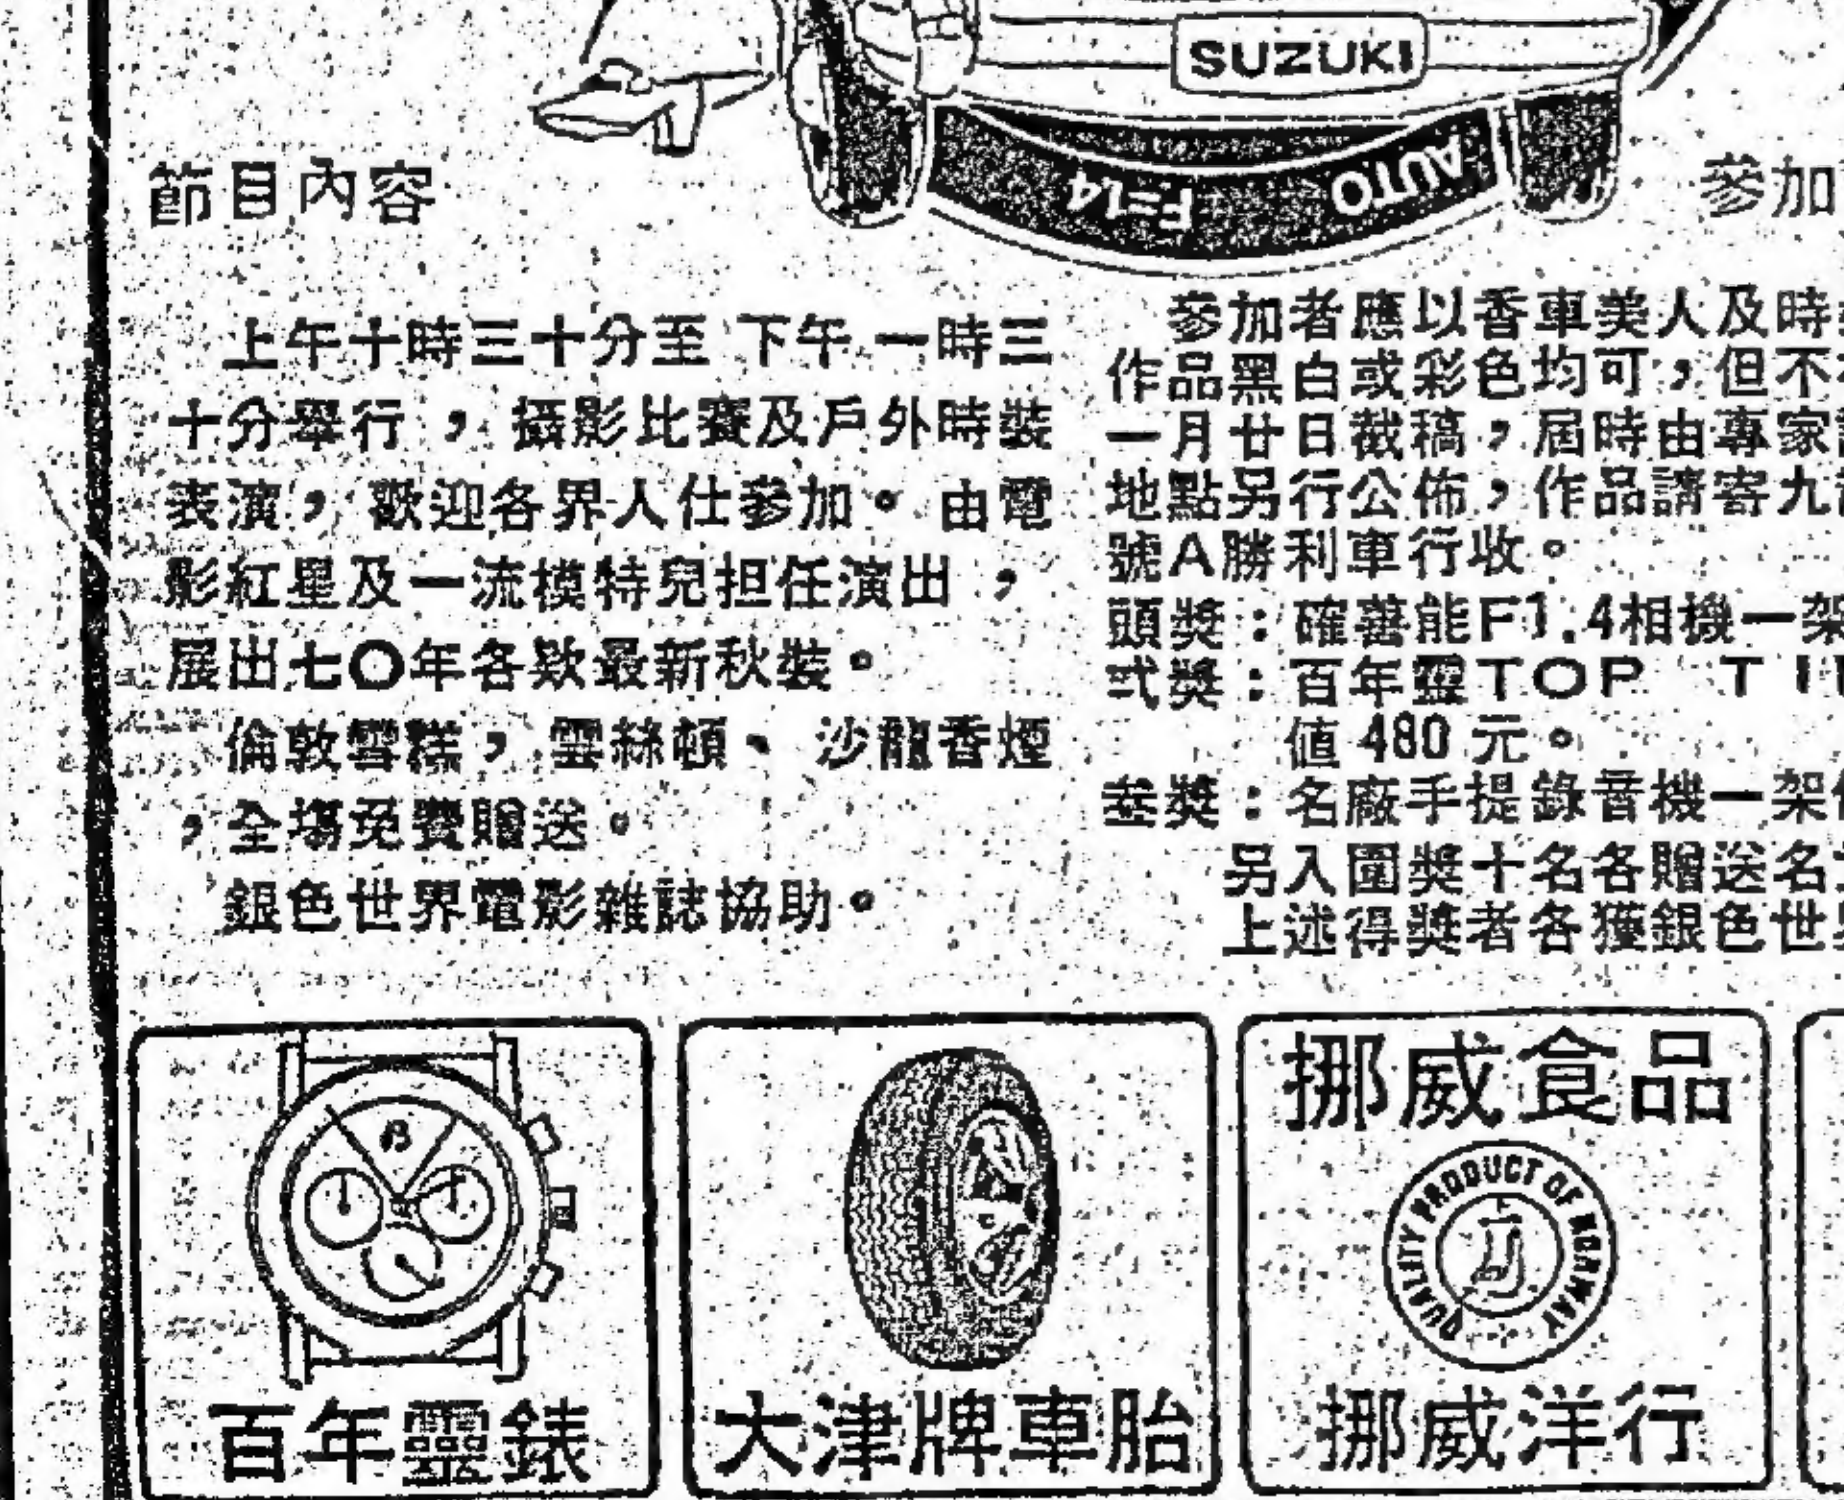 SUZUKI
F=1.4
AUTO
節目內容
上午十時三十分至下午一時三
十分舉行，攝影比賽及戶外時裝
表演，歡迎各界人仕參加。由電
影紅星及一流模特兒担任演出，
展出七〇年各欵最新秋裝。
倫敦雪糕，雲絲頓、沙龍香煙
，全場免費贈送。
銀色世界電影雜誌協助。
參加
參加者應以香車美人及時
作品黑白或彩色均可，但不
一月廿日截稿，屆時由專家
地點另行公佈，作品請寄九
號A勝利車行收。
頭獎：確善能F1.4相機一架
弍獎：百年靈TOP TI
值480元。
叁獎：名廠手提錄音機一架
另入圍獎十名各贈送名
上述得獎者各獲銀色世
百年靈錶
大津牌車胎
挪威食品
QUALITY PRODUCT OF NORWAY
挪威洋行